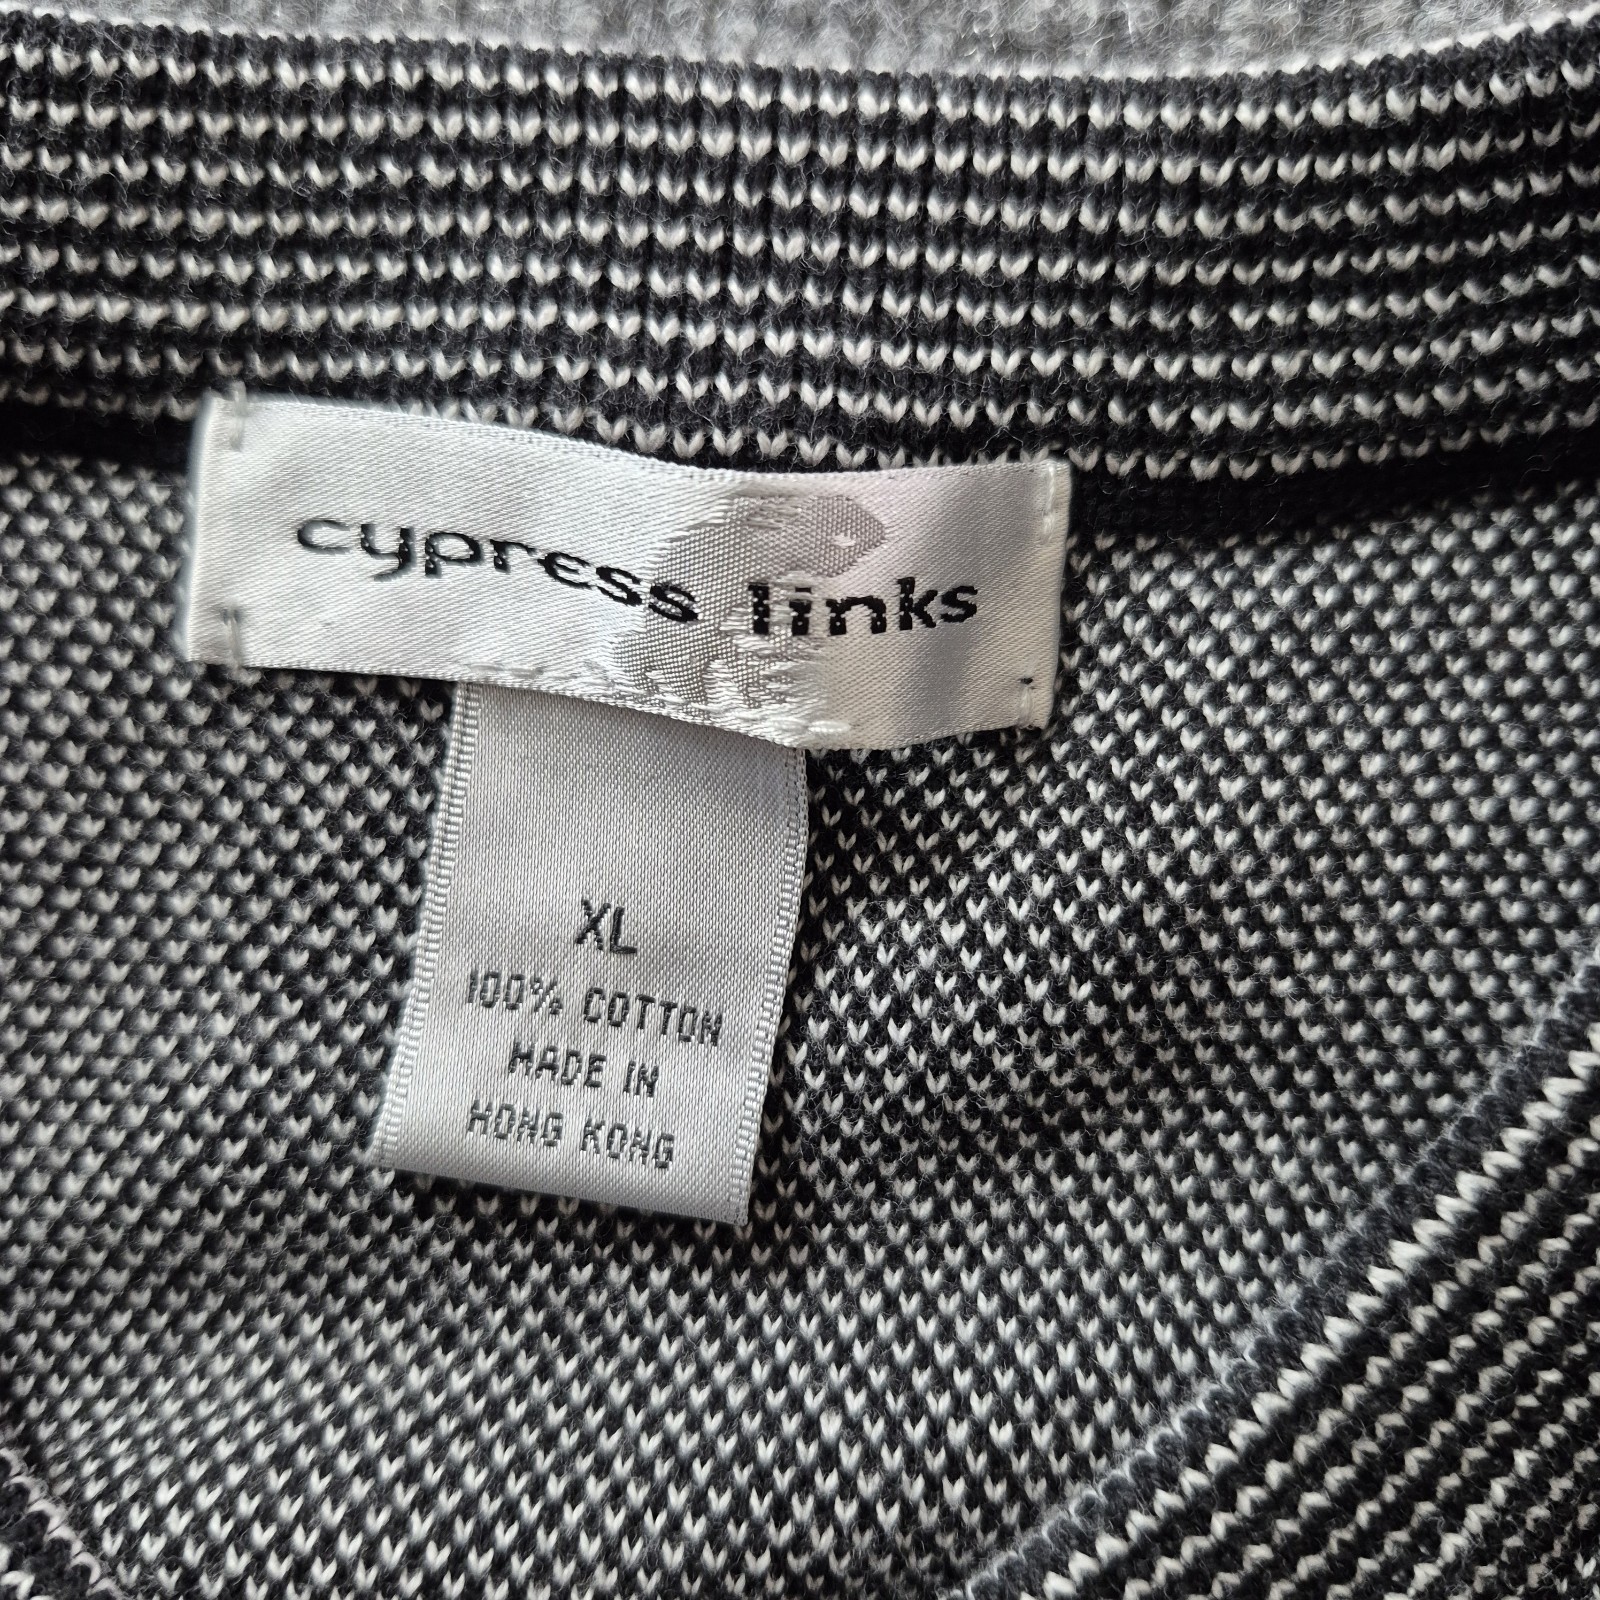 cypress links
XL
100% COTTON
MADE IN
HONG KONG